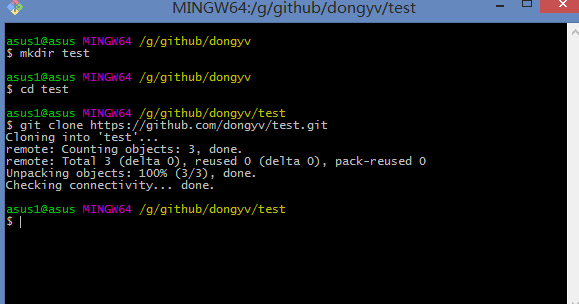 MINGW64:/g/github/dongyv/test
asus1@asus MINGW64 /g/github/dongyv
$ mkdir test
asus1@asus MINGW64 /g/github/dongyv
$ cd test
asus1@asus MINGW64 /g/github/dongyv/test
$ git clone https://github.com/dongyv/test.git
Cloning into 'test'...
remote: Counting objects: 3, done.
remote: Total 3 (delta 0), reused 0 (delta 0), pack-reused 0
Unpacking objects: 100% (3/3), done.
Checking connectivity... done.
asus1@asus MINGW64 /g/github/dongyv/test
$